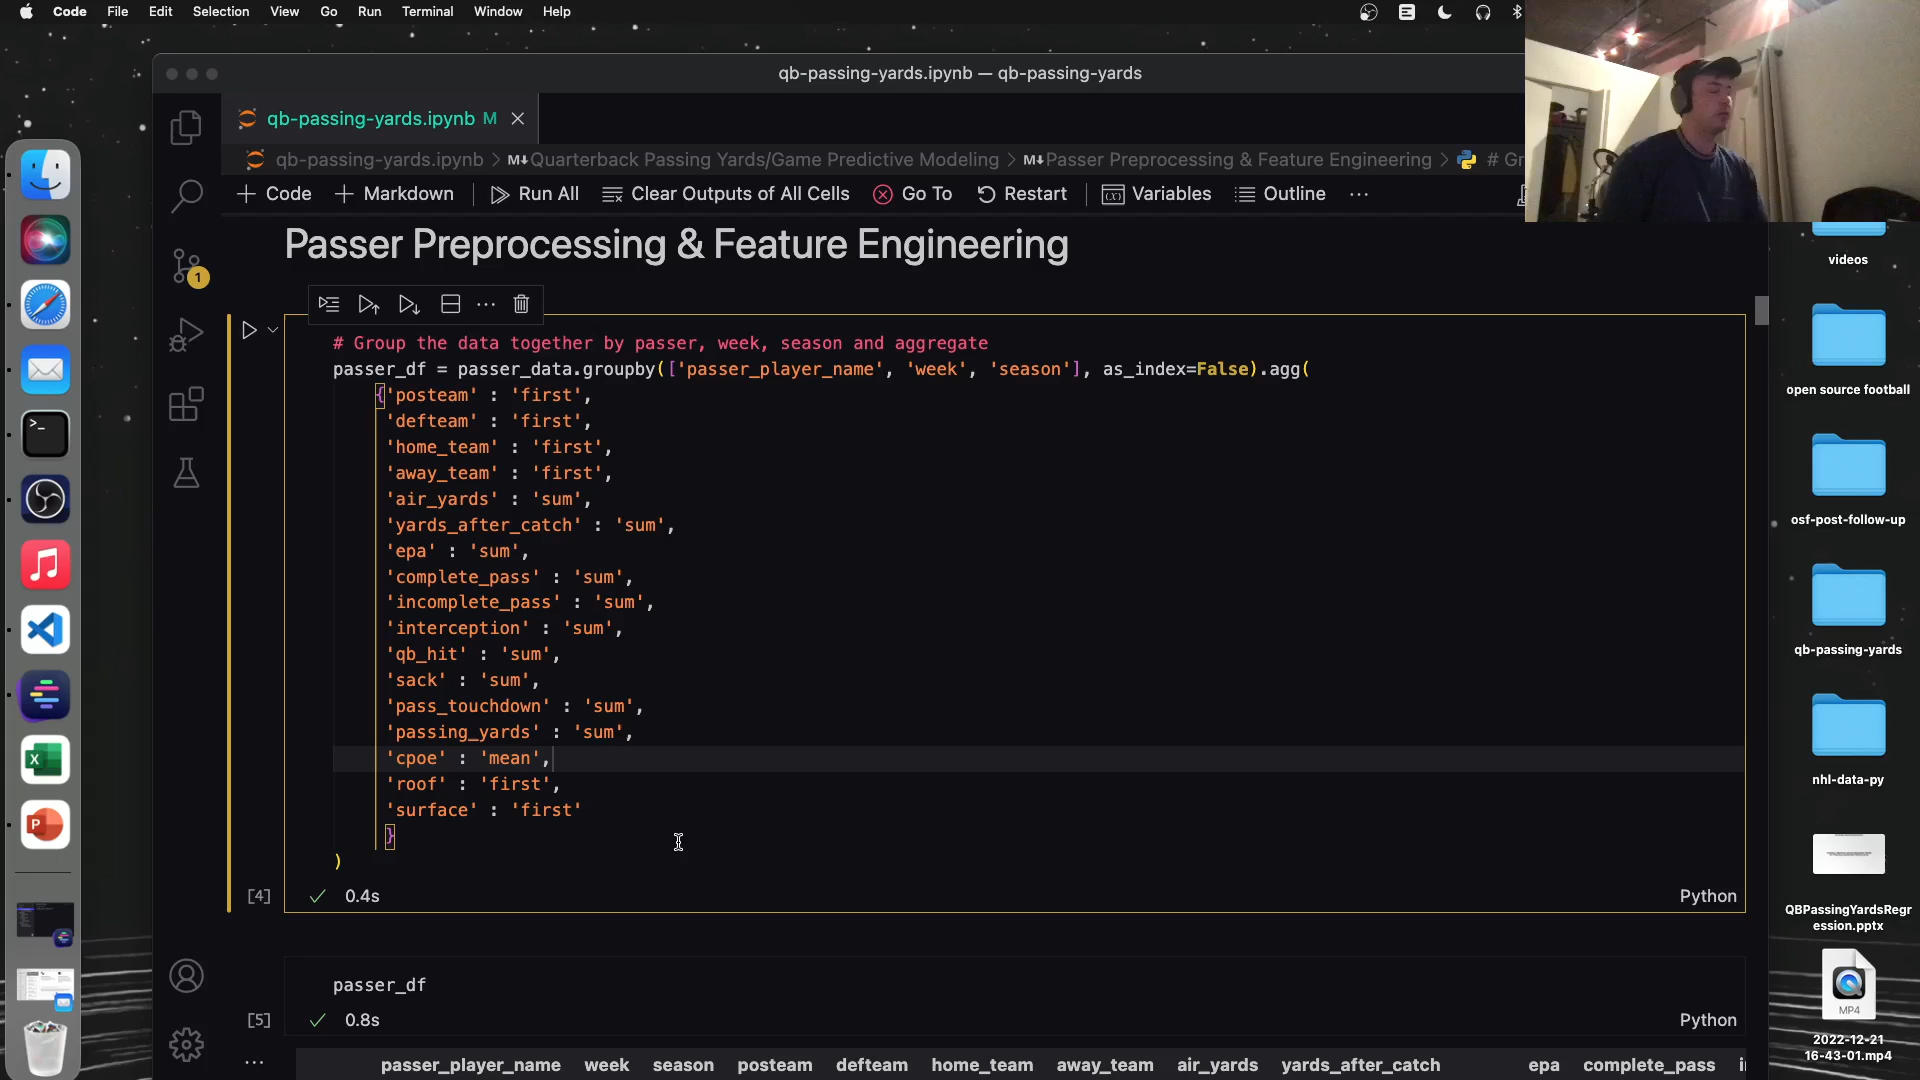 Code File Edit Selection View Go Run Terminal Window Help
qb-passing-yards.ipynb — qb-passing-yards
qb-passing-yards.ipynb M
qb-passing-yards.ipynb > M↓Quarterback Passing Yards/Game Predictive Modeling > M↓Passer Preprocessing & Feature Engineering > # Gr
+ Code + Markdown Run All Clear Outputs of All Cells Go To Restart Variables Outline ...
Passer Preprocessing & Feature Engineering
# Group the data together by passer, week, season and aggregate
passer_df = passer_data.groupby(['passer_player_name', 'week', 'season'], as_index=False).agg(
{'posteam' : 'first',
'defteam' : 'first',
'home_team' : 'first',
'away_team' : 'first',
'air_yards' : 'sum',
'yards_after_catch' : 'sum',
'epa' : 'sum',
'complete_pass' : 'sum',
'incomplete_pass' : 'sum',
'interception' : 'sum',
'qb_hit' : 'sum',
'sack' : 'sum',
'pass_touchdown' : 'sum',
'passing_yards' : 'sum',
'cpoe' : 'mean',
'roof' : 'first',
'surface' : 'first'
}
)
[4] 0.4s Python
passer_df
[5] 0.8s Python
passer_player_name week season posteam defteam home_team away_team air_yards yards_after_catch epa complete_pass
1
videos
open source football
osf-post-follow-up
qb-passing-yards
nhl-data-py
QBPassingYardsRegr
ession.pptx
MP4
2022-12-21
16-43-01.mp4